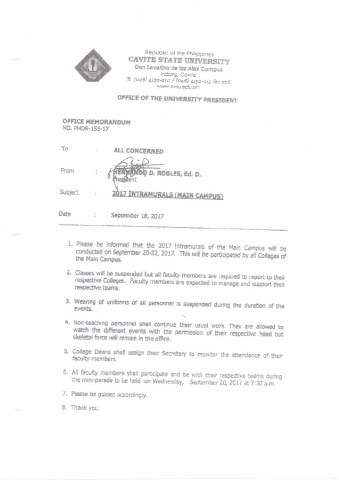 Republic of the Philippines
CAVITE STATE UNIVERSITY
Don Severino de las Alas Campus
Indang, Cavite
www.cvsu.edu.ph
OFFICE OF THE UNIVERSITY PRESIDENT
OFFICE MEMORANDUM
NO. PMOR-155-17
To : ALL CONCERNED
From : HERNANDO D. ROBLES, Ed. D.
President
Subject : 2017 INTRAMURALS (MAIN CAMPUS)
Date : September 18, 2017
1. Please be informed that the 2017 Intramurals of the Main Campus will be
conducted on September 20-22, 2017. This will be participated by all Colleges of
the Main Campus.
2. Classes will be suspended but all faculty members are required to report to their
respective Colleges. Faculty members are expected to manage and support their
respective teams.
3. Wearing of uniforms of all personnel is suspended during the duration of the
events.
4. Non-teaching personnel shall continue their usual work. They are allowed to
watch the different events with the permission of their respective head but
skeletal force will remain in the office.
5. College Deans shall assign their Secretary to monitor the attendance of their
faculty members.
6. All faculty members shall participate and be with their respective teams during
the mini-parade to be held on Wednesday, September 20, 2017 at 7:30 a.m.
7. Please be guided accordingly.
8. Thank you.